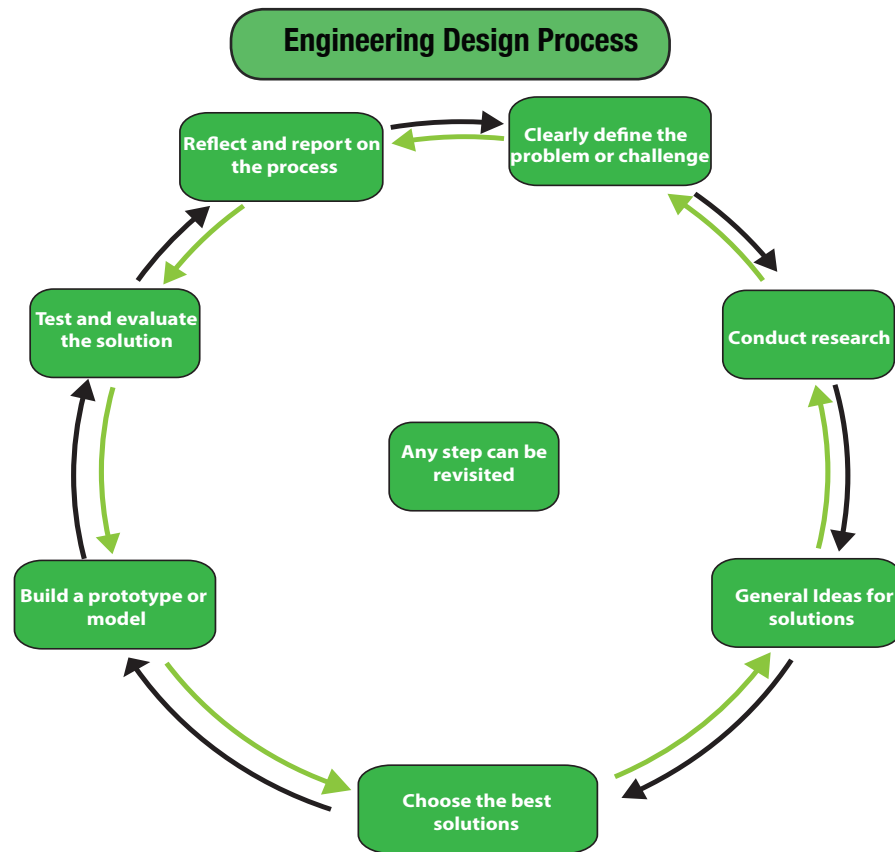 Engineering Design Process
Clearly define the
problem or challenge
Conduct research
General Ideas for
solutions
Choose the best
solutions
Build a prototype or
model
Test and evaluate
the solution
Reflect and report on
the process
Any step can be
revisited